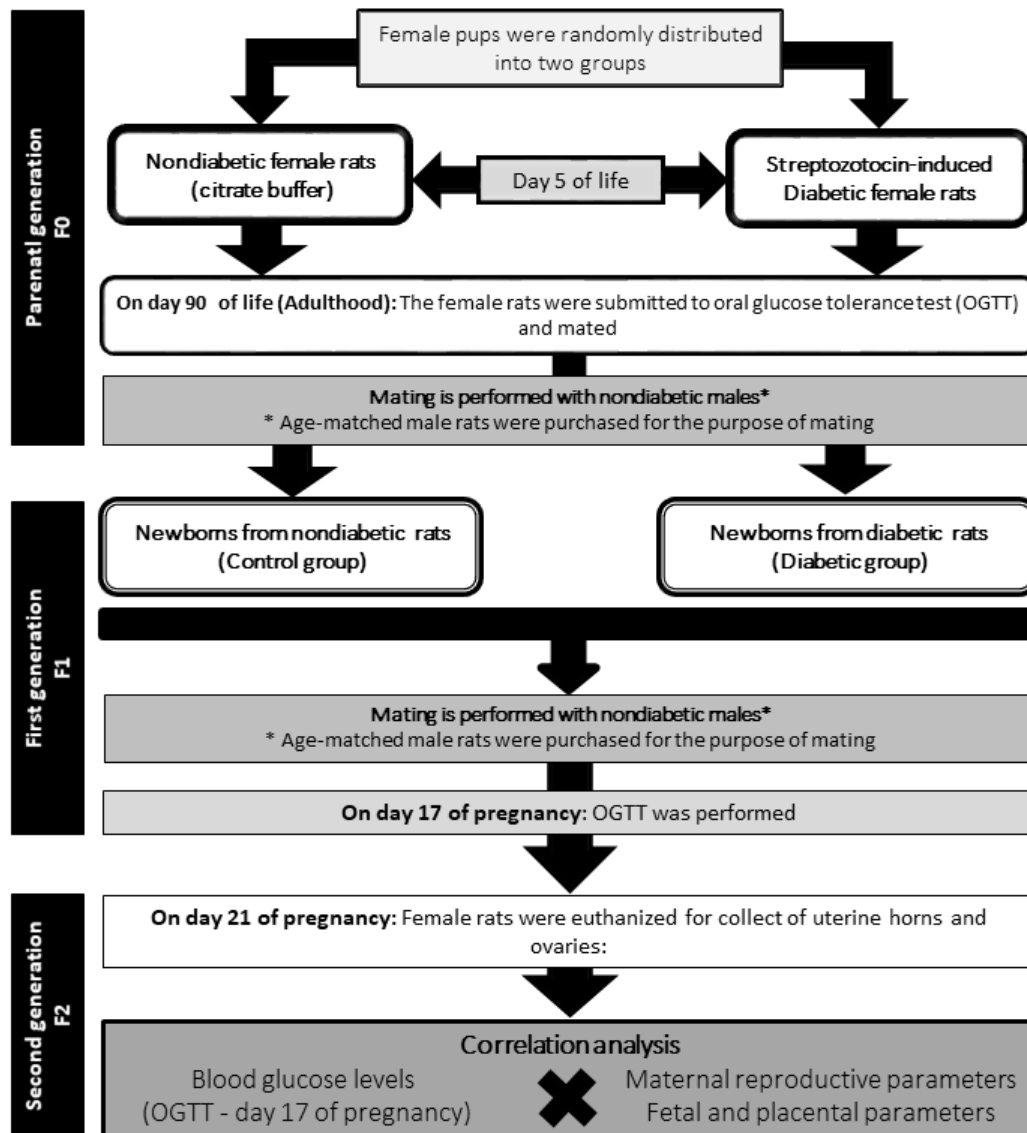 Female pups were randomly distributed
into two groups
Parenatl generation
F0
Nondiabetic female rats
(citrate buffer)
Day 5 of life
Streptozotocin-induced
Diabetic female rats
On day 90 of life (Adulthood): The female rats were submitted to oral glucose tolerance test (OGTT)
and mated
Mating is performed with nondiabetic males*
* Age-matched male rats were purchased for the purpose of mating
First generation
F1
Newborns from nondiabetic rats
(Control group)
Newborns from diabetic rats
(Diabetic group)
Mating is performed with nondiabetic males*
* Age-matched male rats were purchased for the purpose of mating
On day 17 of pregnancy: OGTT was performed
Second generation
F2
On day 21 of pregnancy: Female rats were euthanized for collect of uterine horns and
ovaries:
Correlation analysis
Blood glucose levels
(OGTT - day 17 of pregnancy)
Maternal reproductive parameters
Fetal and placental parameters